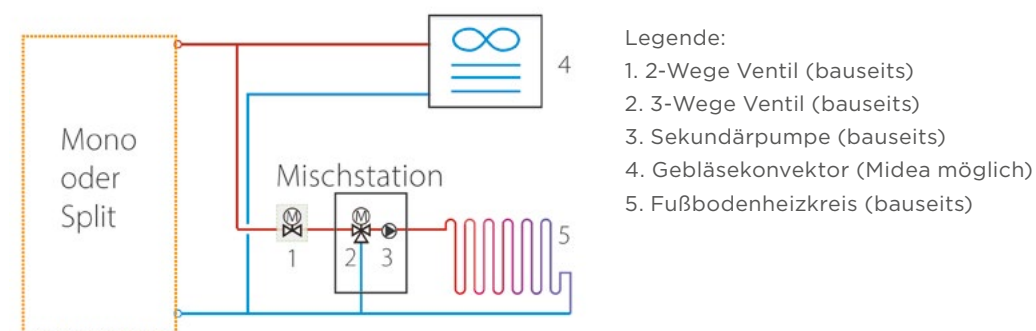 Mono
oder
Split
Mischstation
M
M
1
2
3
4
5
Legende:
1. 2-Wege Ventil (bauseits)
2. 3-Wege Ventil (bauseits)
3. Sekundärpumpe (bauseits)
4. Gebläsekonvektor (Midea möglich)
5. Fußbodenheizkreis (bauseits)